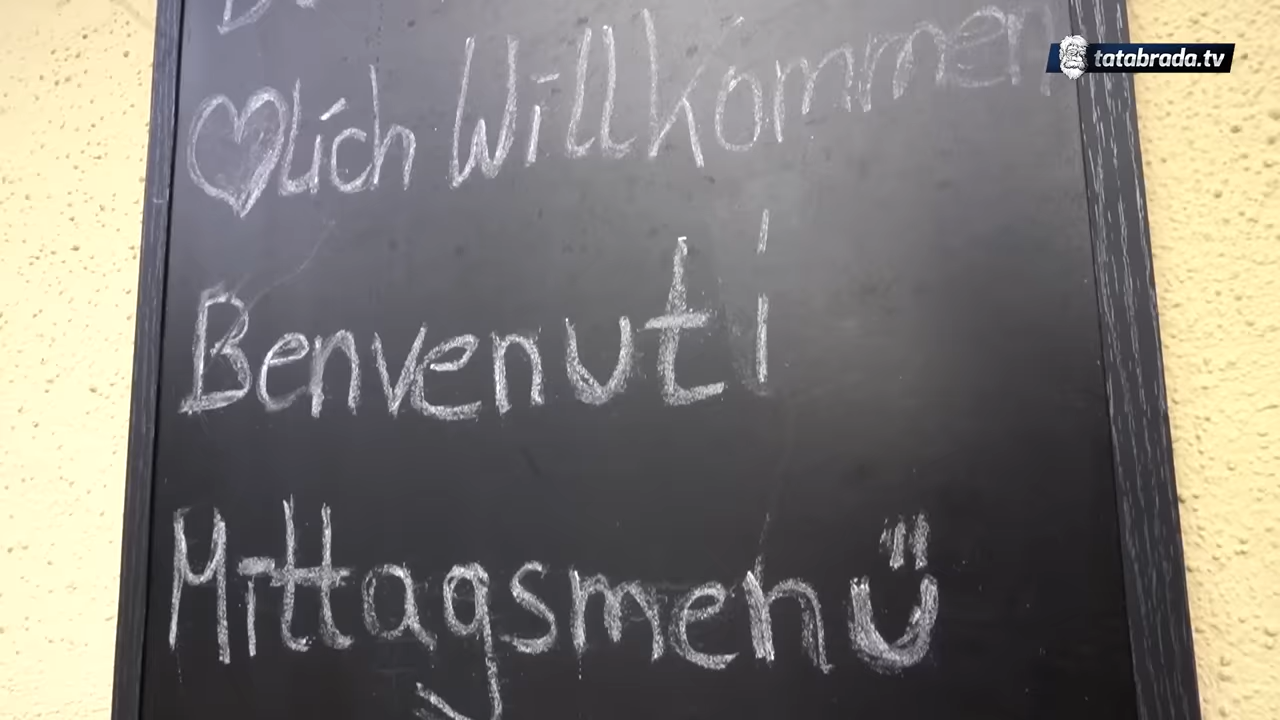 ♡lich Willkommen
tatabrada.tv
Benvenuti
Mittagsmenü